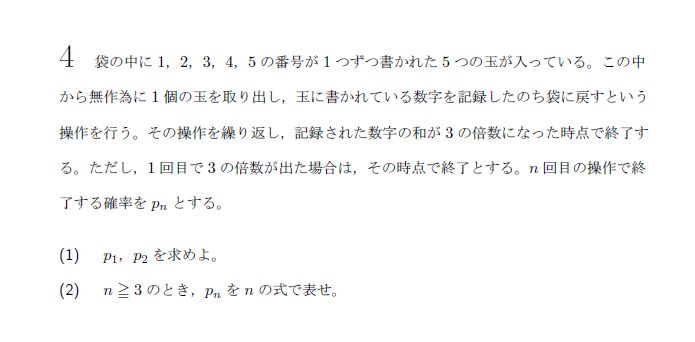 4 袋の中に 1，2，3，4，5 の番号が 1 つずつ書かれた 5 つの玉が入っている。この中
から無作為に 1 個の玉を取り出し，玉に書かれている数字を記録したのち袋に戻すという
操作を行う。その操作を繰り返し，記録された数字の和が 3 の倍数になった時点で終了す
る。ただし，1 回目で 3 の倍数が出た場合は，その時点で終了とする。n 回目の操作で終
了する確率を pₙ とする。
(1) p₁，p₂ を求めよ。
(2) n ≧ 3 のとき，pₙ を n の式で表せ。